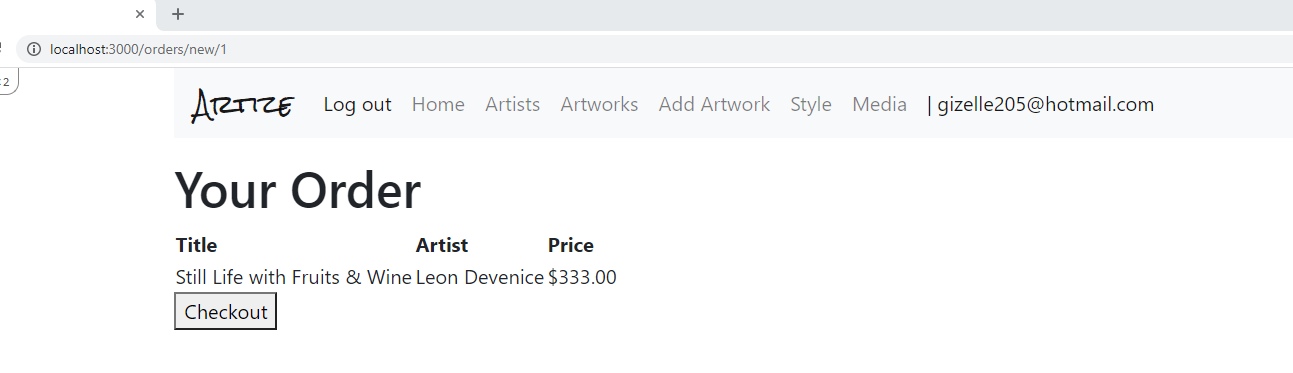 localhost:3000/orders/new/1
2
Artize Log out Home Artists Artworks Add Artwork Style Media | gizelle205@hotmail.com
Your Order
Title Artist Price
Still Life with Fruits & Wine Leon Devenice $333.00
Checkout